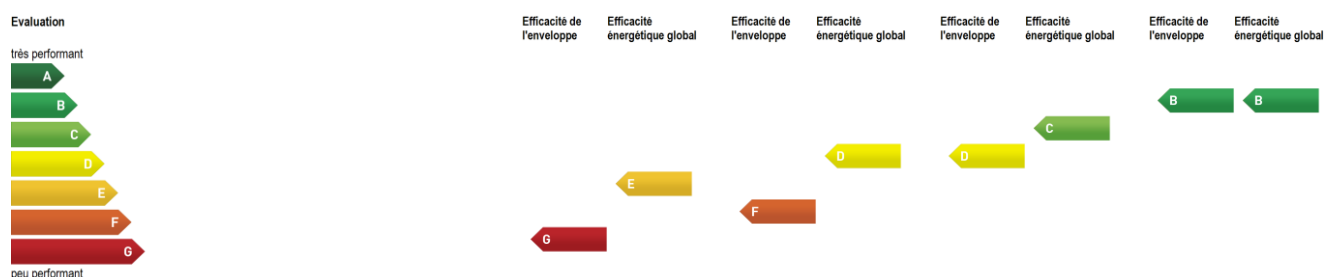 Evaluation
Efficacité de l'enveloppe
Efficacité énergétique global
Efficacité de l'enveloppe
Efficacité énergétique global
Efficacité de l'enveloppe
Efficacité énergétique global
Efficacité de l'enveloppe
Efficacité énergétique global
très performant
A
B
B
B
C
C
D
D
D
E
E
F
F
G
G
peu performant